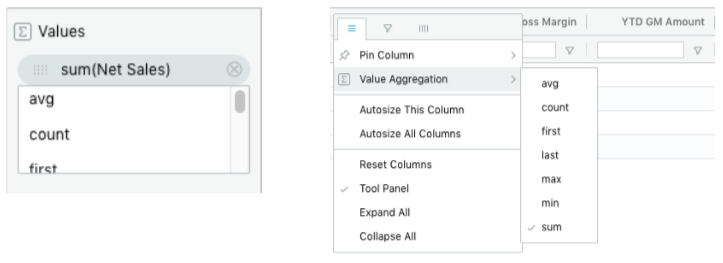 Values
sum(Net Sales)
avg
count
first
oss Margin
YTD GM Amount
Pin Column
Value Aggregation
Autosize This Column
Autosize All Columns
Reset Columns
Tool Panel
Expand All
Collapse All
avg
count
first
last
max
min
sum